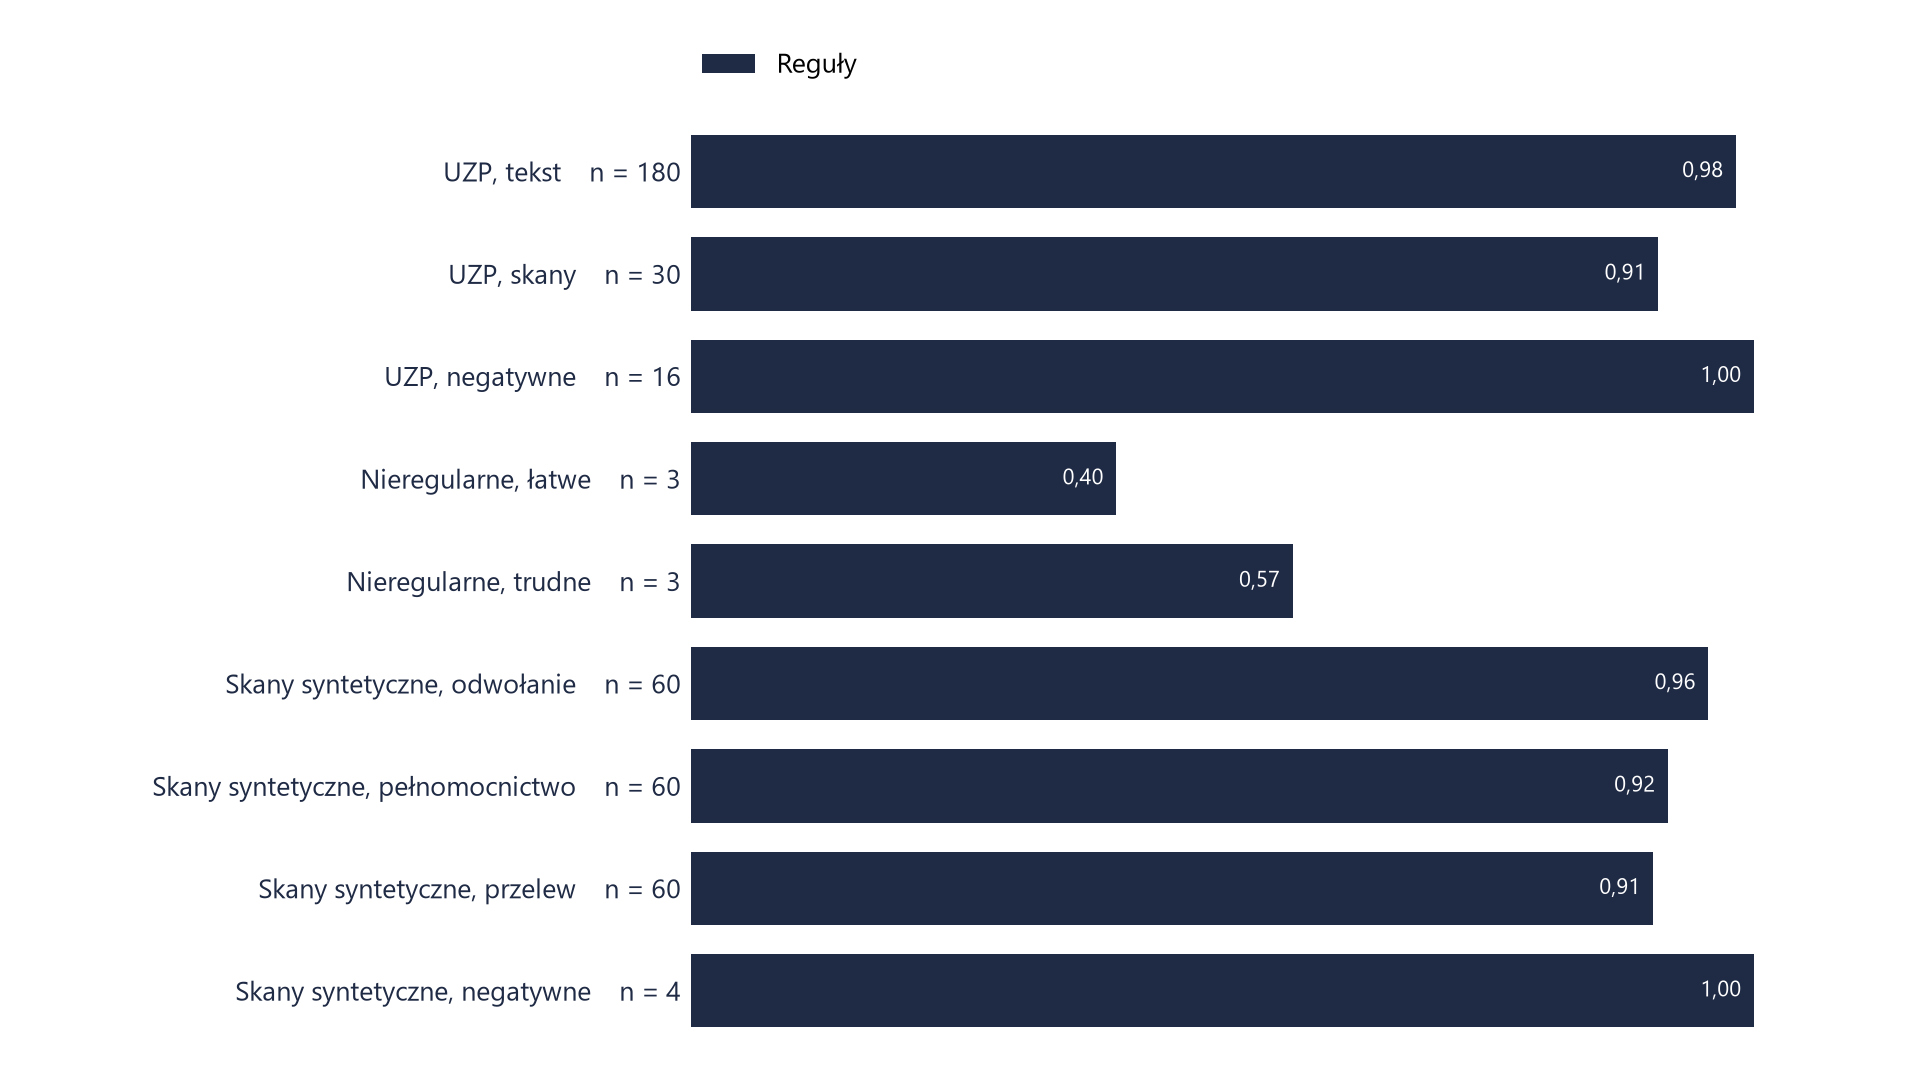 Reguły
UZP, tekst n = 180 0,98
UZP, skany n = 30 0,91
UZP, negatywne n = 16 1,00
Nieregularne, łatwe n = 3 0,40
Nieregularne, trudne n = 3 0,57
Skany syntetyczne, odwołanie n = 60 0,96
Skany syntetyczne, pełnomocnictwo n = 60 0,92
Skany syntetyczne, przelew n = 60 0,91
Skany syntetyczne, negatywne n = 4 1,00